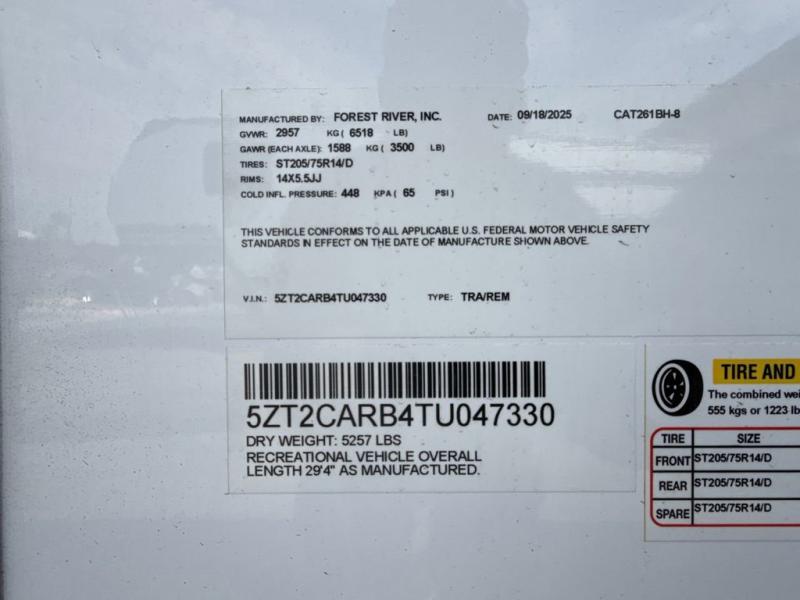 MANUFACTURED BY: FOREST RIVER, INC. DATE: 09/18/2025 CAT261BH-8
GVWR: 2957 KG ( 6518 LB)
GAWR (EACH AXLE): 1588 KG ( 3500 LB)
TIRES: ST205/75R14/D
RIMS: 14X5.5JJ
COLD INFL. PRESSURE: 448 KPA ( 65 PSI )
THIS VEHICLE CONFORMS TO ALL APPLICABLE U.S. FEDERAL MOTOR VEHICLE SAFETY
STANDARDS IN EFFECT ON THE DATE OF MANUFACTURE SHOWN ABOVE.
V.I.N.: 5ZT2CARB4TU047330 TYPE: TRA/REM
5ZT2CARB4TU047330
DRY WEIGHT: 5257 LBS
RECREATIONAL VEHICLE OVERALL
LENGTH 29'4" AS MANUFACTURED.
TIRE AND
The combined wei
555 kgs or 1223 lb
TIRE SIZE
FRONT ST205/75R14/D
REAR ST205/75R14/D
SPARE ST205/75R14/D